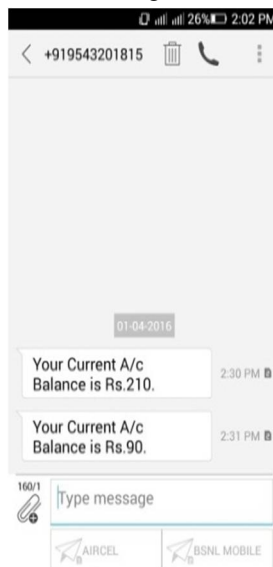 26% 2:02 PM
+919543201815
01-04-2016
Your Current A/c
Balance is Rs.210.
2:30 PM
Your Current A/c
Balance is Rs.90.
2:31 PM
160/1
Type message
AIRCEL
BSNL MOBILE